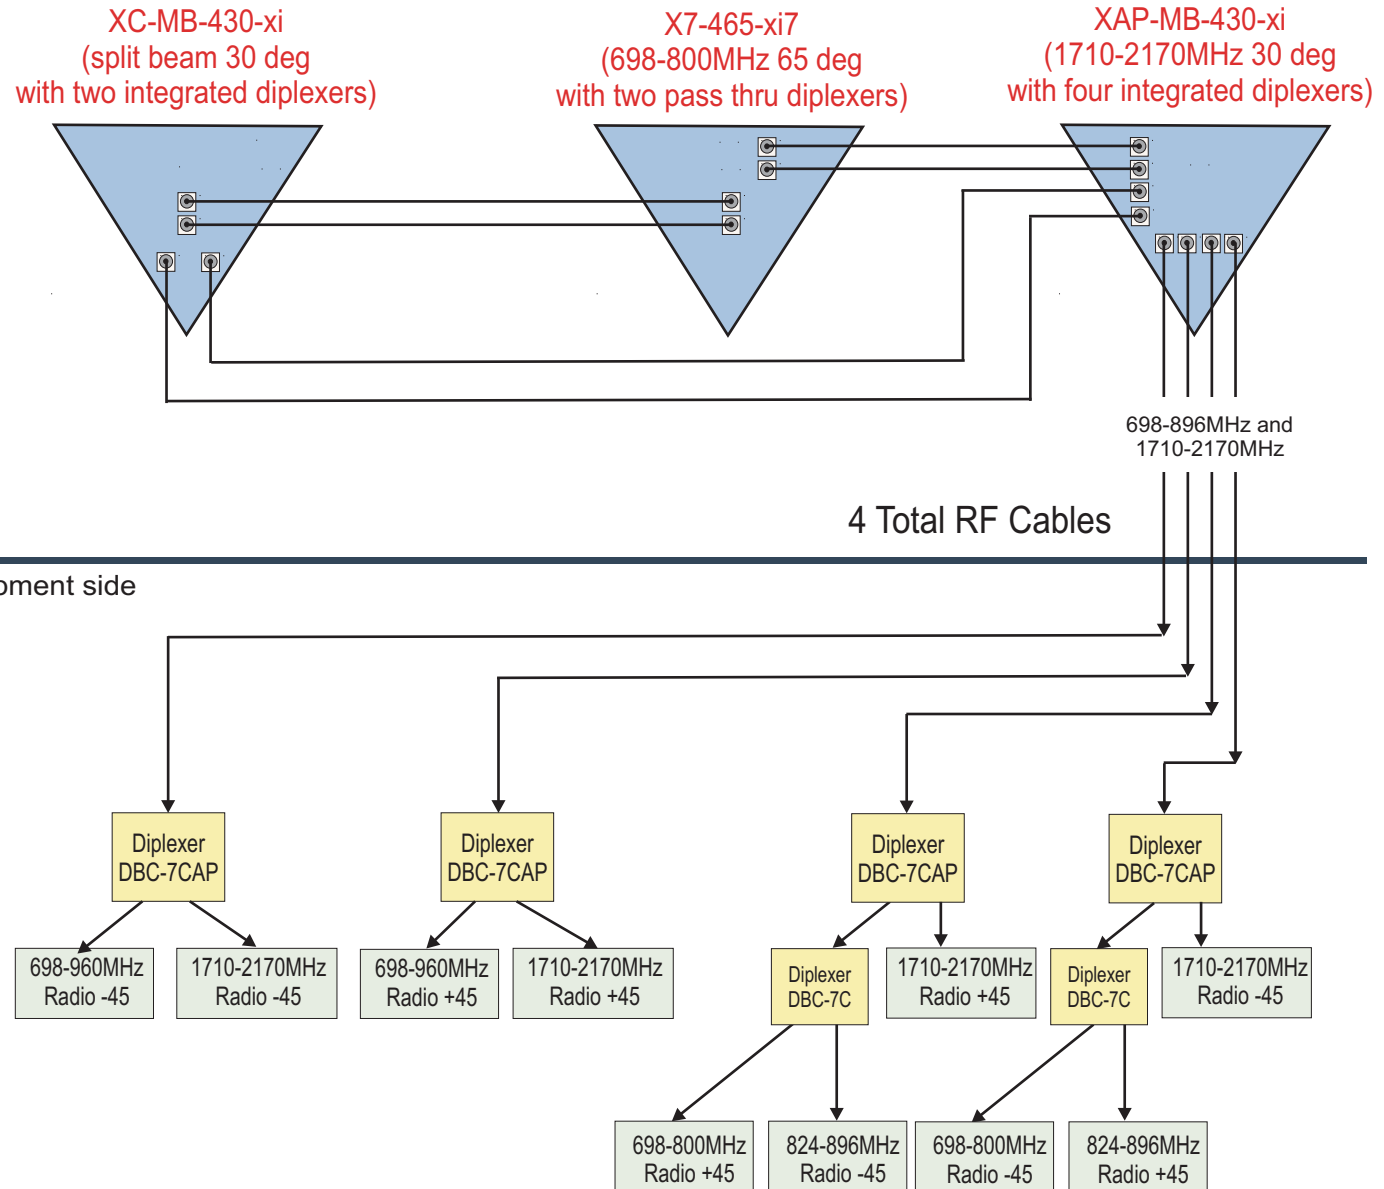 XC-MB-430-xi
(split beam 30 deg
with two integrated diplexers)
X7-465-xi7
(698-800MHz 65 deg
with two pass thru diplexers)
XAP-MB-430-xi
(1710-2170MHz 30 deg
with four integrated diplexers)
698-896MHz and
1710-2170MHz
4 Total RF Cables
pment side
Diplexer
DBC-7CAP
Diplexer
DBC-7CAP
Diplexer
DBC-7CAP
Diplexer
DBC-7CAP
698-960MHz
Radio -45
1710-2170MHz
Radio -45
698-960MHz
Radio +45
1710-2170MHz
Radio +45
Diplexer
DBC-7C
1710-2170MHz
Radio +45
Diplexer
DBC-7C
1710-2170MHz
Radio -45
698-800MHz
Radio +45
824-896MHz
Radio -45
698-800MHz
Radio -45
824-896MHz
Radio +45